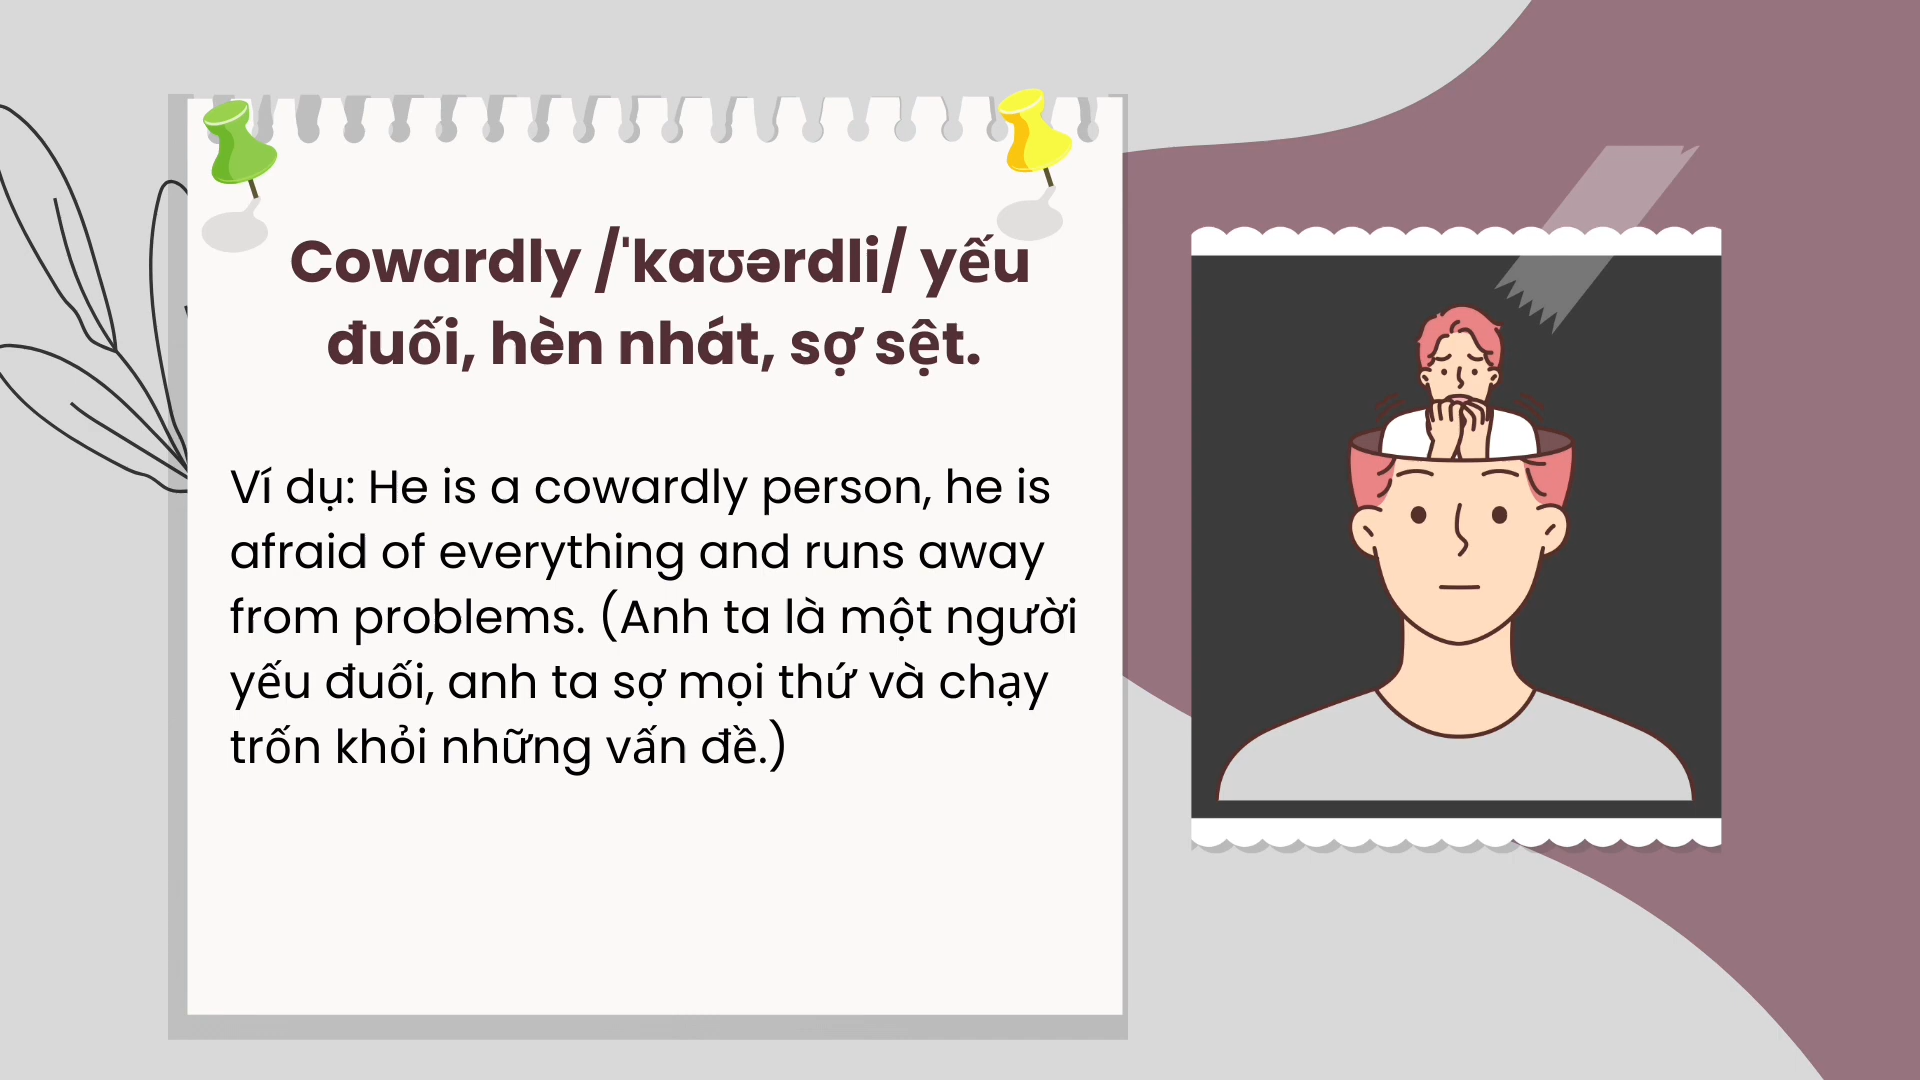 Cowardly /ˈkaʊərdli/ yếu
đuối, hèn nhát, sợ sệt.
Ví dụ: He is a cowardly person, he is
afraid of everything and runs away
from problems. (Anh ta là một người
yếu đuối, anh ta sợ mọi thứ và chạy
trốn khỏi những vấn đề.)